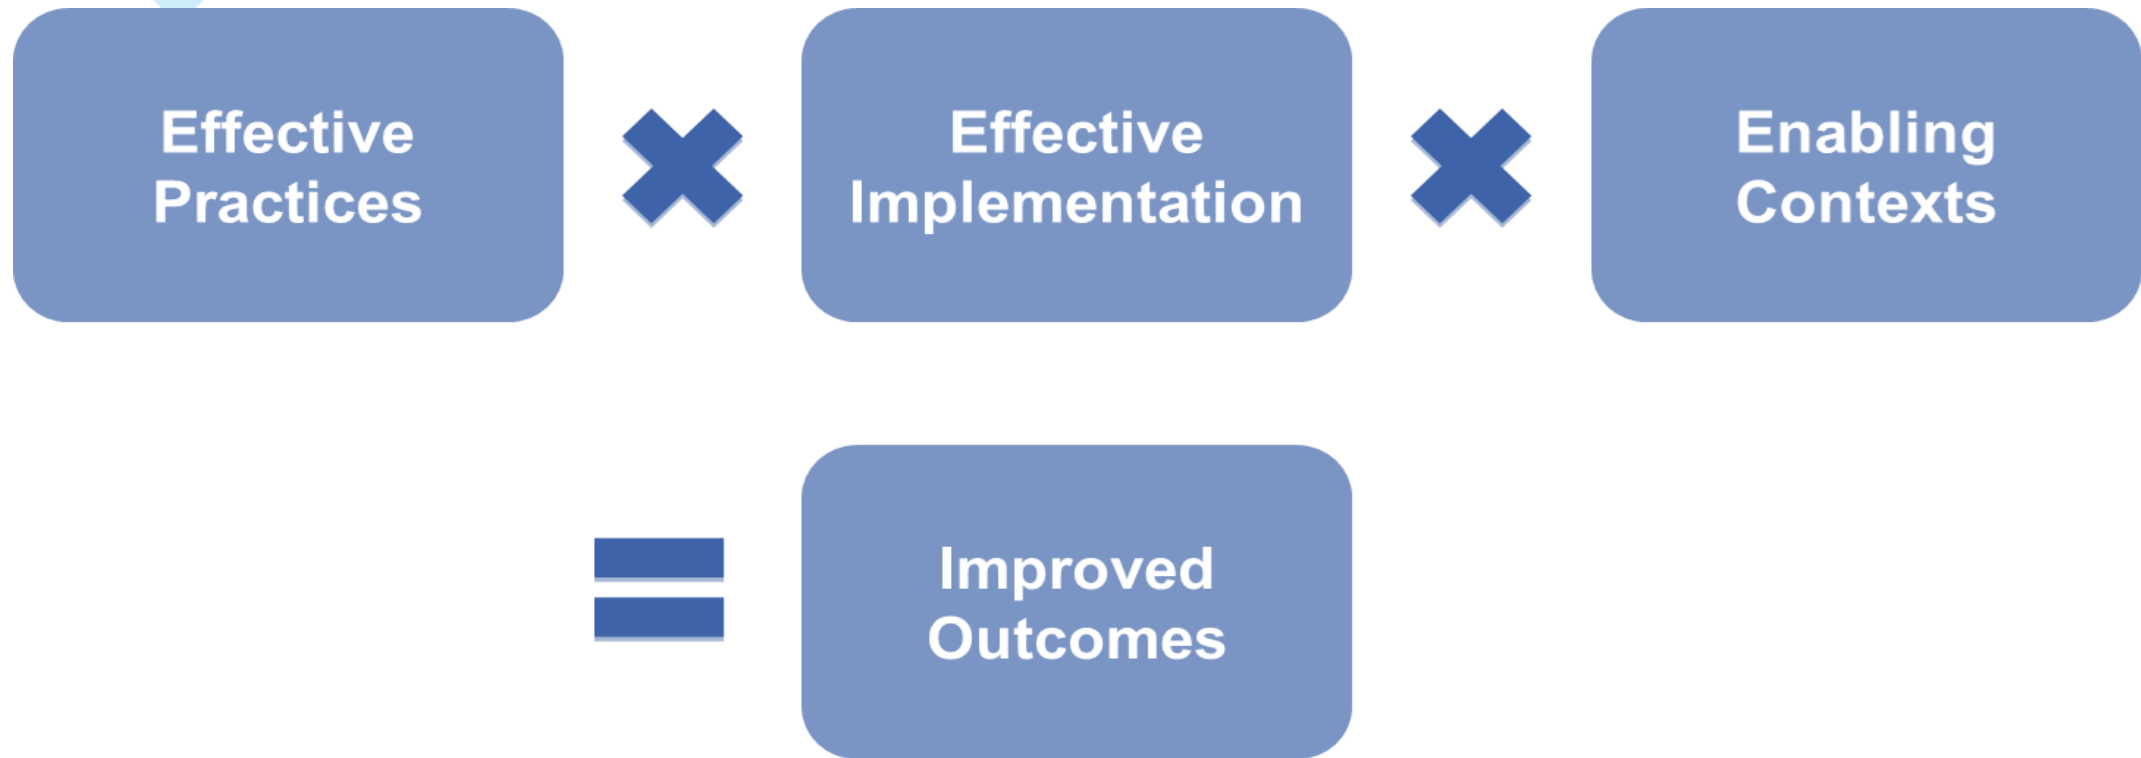 Effective
Practices
Effective
Implementation
Enabling
Contexts
Improved
Outcomes